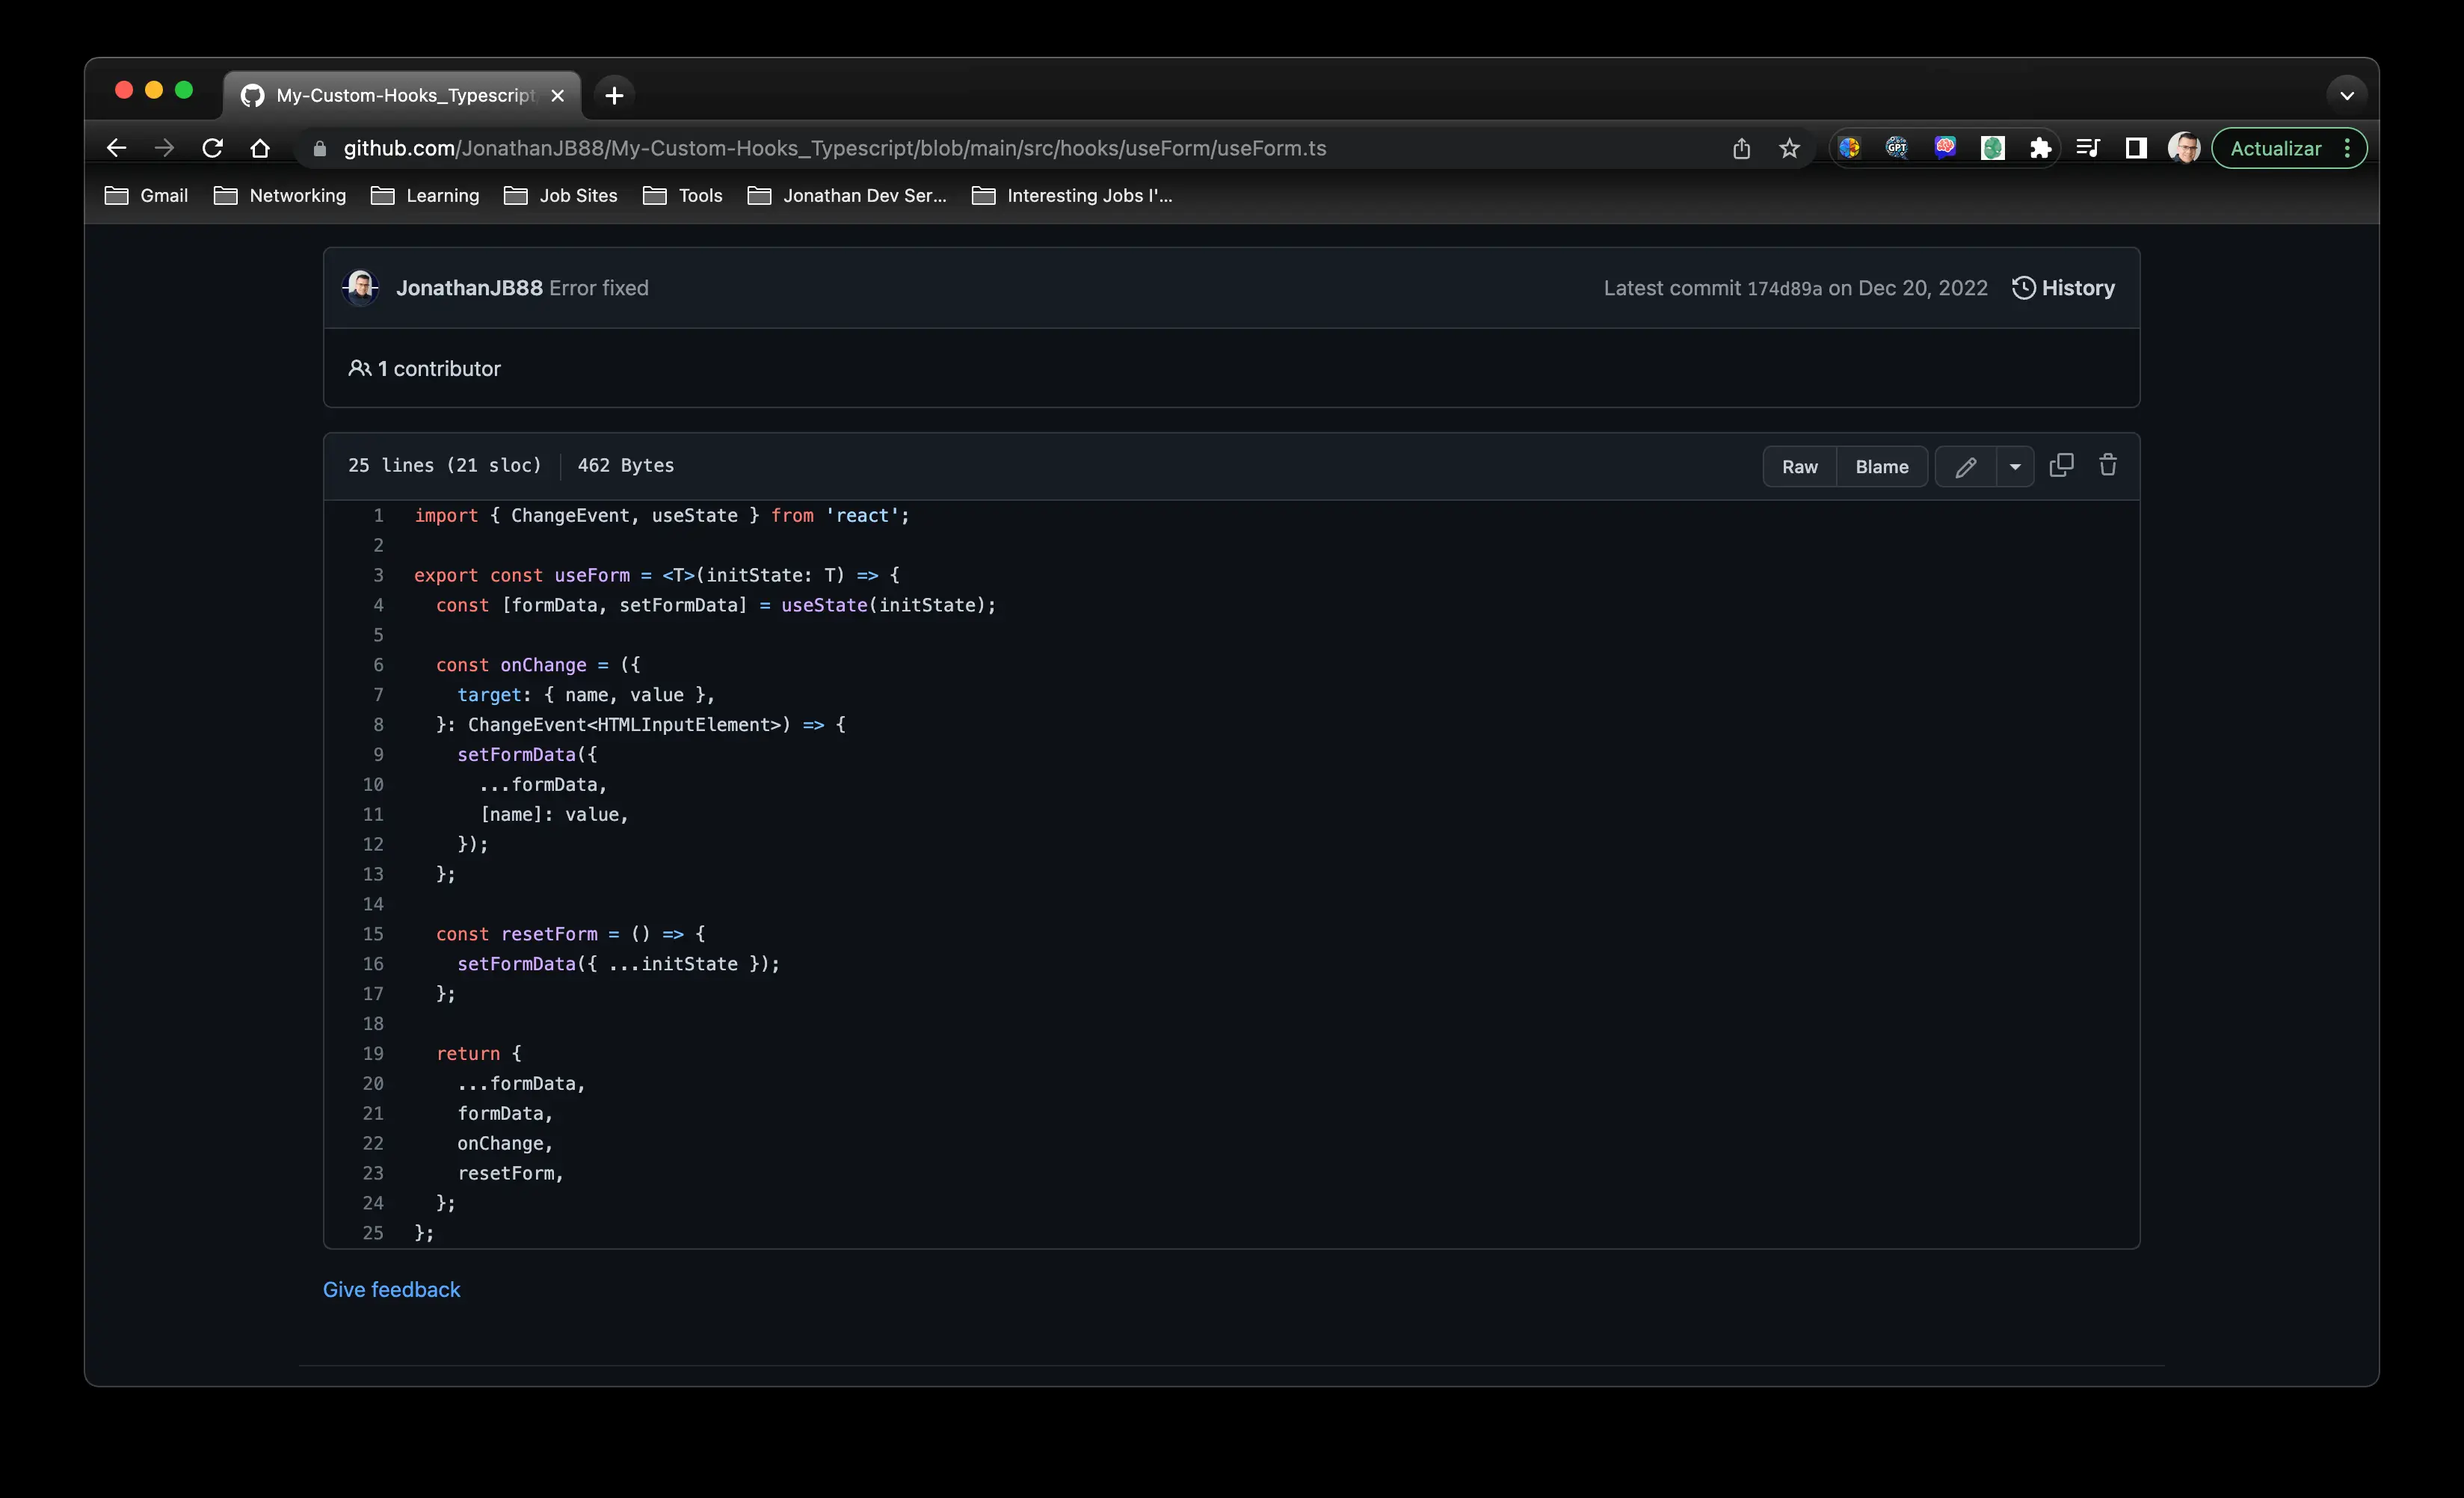 My-Custom-Hooks_Typescript
github.com/JonathanJB88/My-Custom-Hooks_Typescript/blob/main/src/hooks/useForm/useForm.ts
GPT
Actualizar
Gmail
Networking
Learning
Job Sites
Tools
Jonathan Dev Ser...
Interesting Jobs I'...
JonathanJB88 Error fixed
Latest commit 174d89a on Dec 20, 2022
History
1 contributor
25 lines (21 sloc)
462 Bytes
Raw
Blame
1 import { ChangeEvent, useState } from 'react';
2
3 export const useForm = <T>(initState: T) => {
4   const [formData, setFormData] = useState(initState);
5
6   const onChange = ({
7     target: { name, value },
8   }: ChangeEvent<HTMLInputElement>) => {
9     setFormData({
10       ...formData,
11       [name]: value,
12     });
13   };
14
15   const resetForm = () => {
16     setFormData({ ...initState });
17   };
18
19   return {
20     ...formData,
21     formData,
22     onChange,
23     resetForm,
24   };
25 };
Give feedback